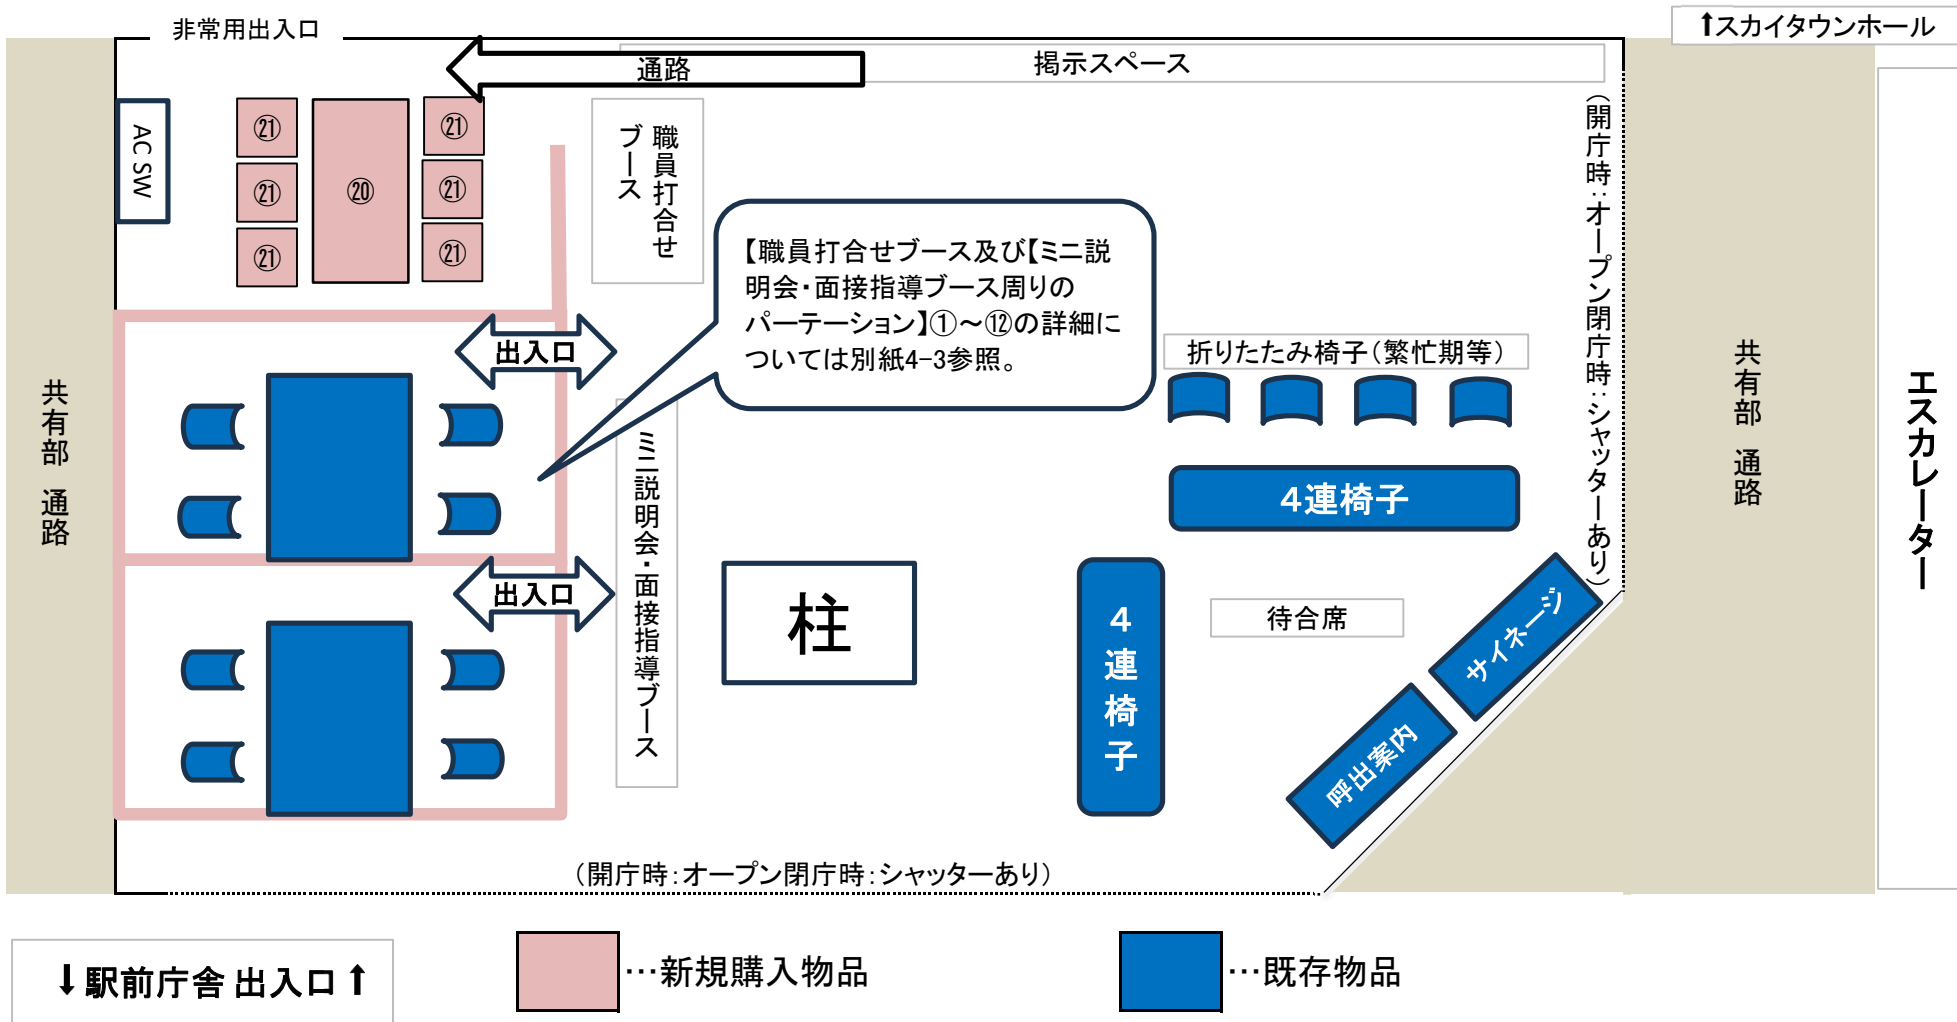 非常用出入口
↑スカイタウンホール
通路
掲示スペース
AC SW
㉑
㉑
㉑
⑳
㉑
㉑
㉑
職員打合せ
ブース
(開庁時:オープン閉庁時:シャッターあり)
【職員打合せブース及び【ミニ説
明会・面接指導ブース周りの
パーテーション】①～⑫の詳細に
ついては別紙4-3参照。
出入口
折りたたみ椅子(繁忙期等)
共有部 通路
共有部 通路
エスカレーター
ミニ説明会・面接指導ブース
4連椅子
出入口
柱
4連椅子
待合席
サイネージ
呼出案内
(開庁時:オープン閉庁時:シャッターあり)
↓駅前庁舎 出入口↑
…新規購入物品
…既存物品